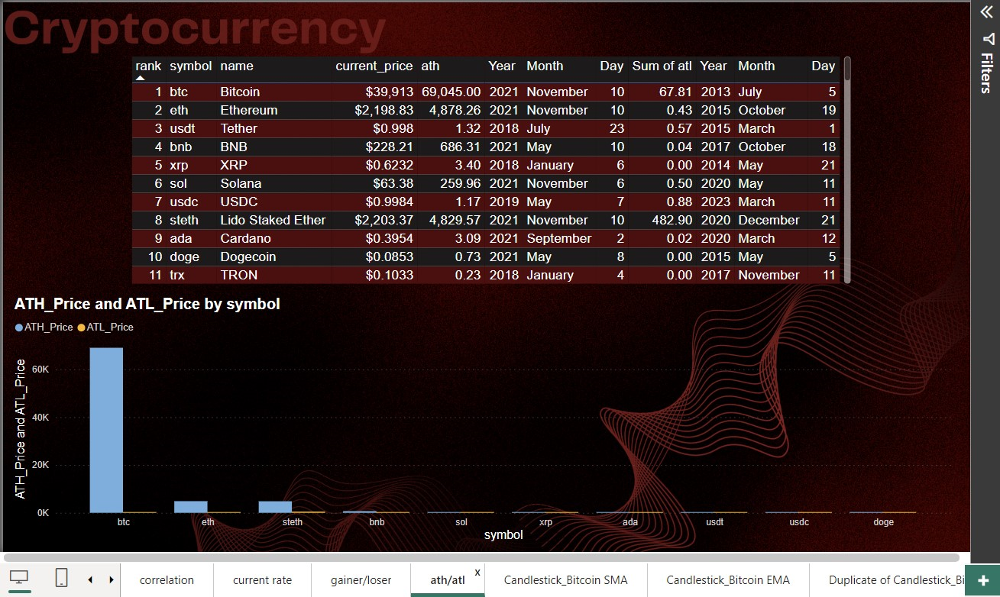 Cryptocurrency
rank symbol name current_price ath Year Month Day Sum of atl Year Month Day
1 btc Bitcoin $39,913 69,045.00 2021 November 10 67.81 2013 July 5
2 eth Ethereum $2,198.83 4,878.26 2021 November 10 0.43 2015 October 19
3 usdt Tether $0.998 1.32 2018 July 23 0.57 2015 March 1
4 bnb BNB $228.21 686.31 2021 May 10 0.04 2017 October 18
5 xrp XRP $0.6232 3.40 2018 January 6 0.00 2014 May 21
6 sol Solana $63.38 259.96 2021 November 6 0.50 2020 May 11
7 usdc USDC $0.9984 1.17 2019 May 7 0.88 2023 March 11
8 steth Lido Staked Ether $2,203.37 4,829.57 2021 November 10 482.90 2020 December 21
9 ada Cardano $0.3954 3.09 2021 September 2 0.02 2020 March 12
10 doge Dogecoin $0.0853 0.73 2021 May 8 0.00 2015 May 5
11 trx TRON $0.1033 0.23 2018 January 4 0.00 2017 November 11
Filters
ATH_Price and ATL_Price by symbol
ATH_Price ATL_Price
ATH_Price and ATL_Price
60K
40K
20K
0K
btc eth steth bnb sol xrp ada usdt usdc doge
symbol
correlation current rate gainer/loser ath/atl x Candlestick_Bitcoin SMA Candlestick_Bitcoin EMA Duplicate of Candlestick_Bi